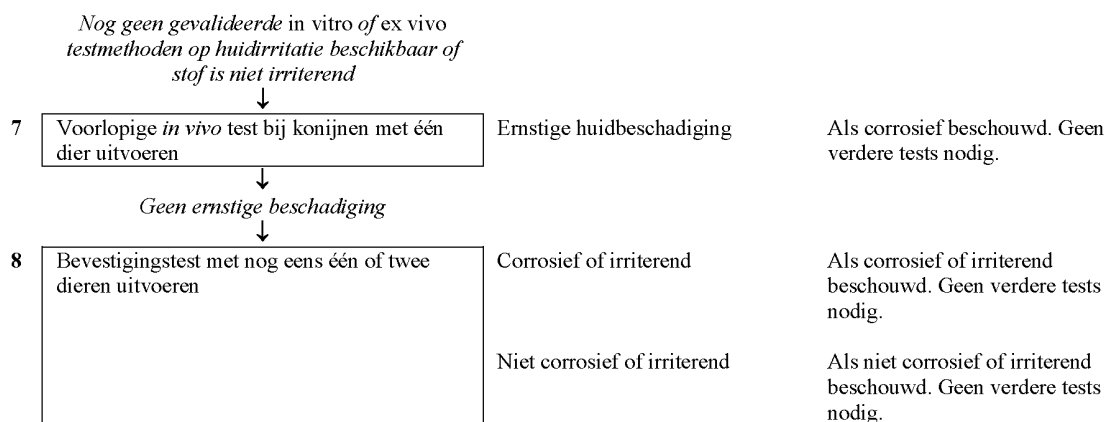 Nog geen gevalideerde in vitro of ex vivo
testmethoden op huidirritatie beschikbaar of
stof is niet irriterend
↓
7 Voorlopige in vivo test bij konijnen met één
dier uitvoeren
Ernstige huidbeschadiging
Als corrosief beschouwd. Geen
verdere tests nodig.
↓
Geen ernstige beschadiging
↓
8 Bevestigingstest met nog eens één of twee
dieren uitvoeren
Corrosief of irriterend
Als corrosief of irriterend
beschouwd. Geen verdere tests
nodig.
Niet corrosief of irriterend
Als niet corrosief of irriterend
beschouwd. Geen verdere tests
nodig.